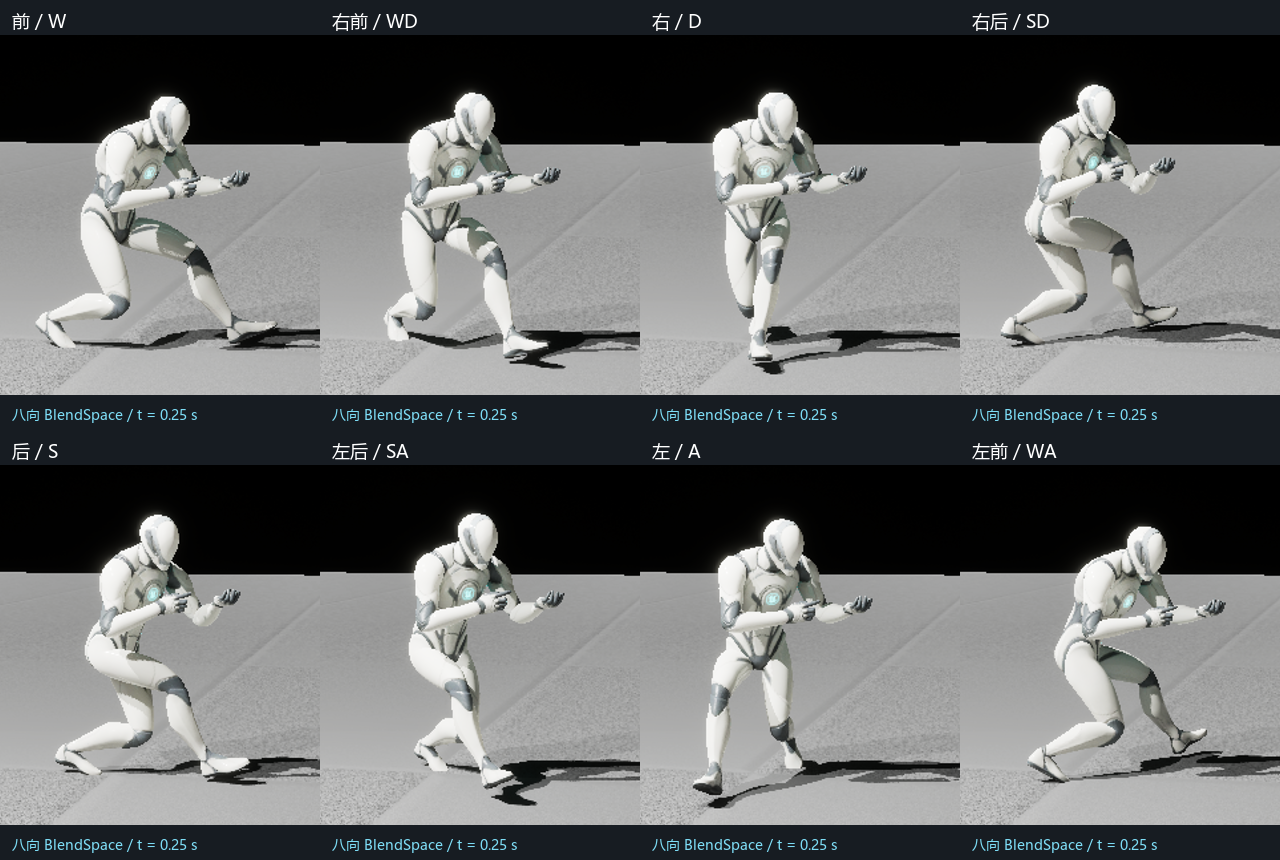 前 / W
右前 / WD
右 / D
右后 / SD
八向 BlendSpace / t = 0.25 s
八向 BlendSpace / t = 0.25 s
八向 BlendSpace / t = 0.25 s
八向 BlendSpace / t = 0.25 s
后 / S
左后 / SA
左 / A
左前 / WA
八向 BlendSpace / t = 0.25 s
八向 BlendSpace / t = 0.25 s
八向 BlendSpace / t = 0.25 s
八向 BlendSpace / t = 0.25 s